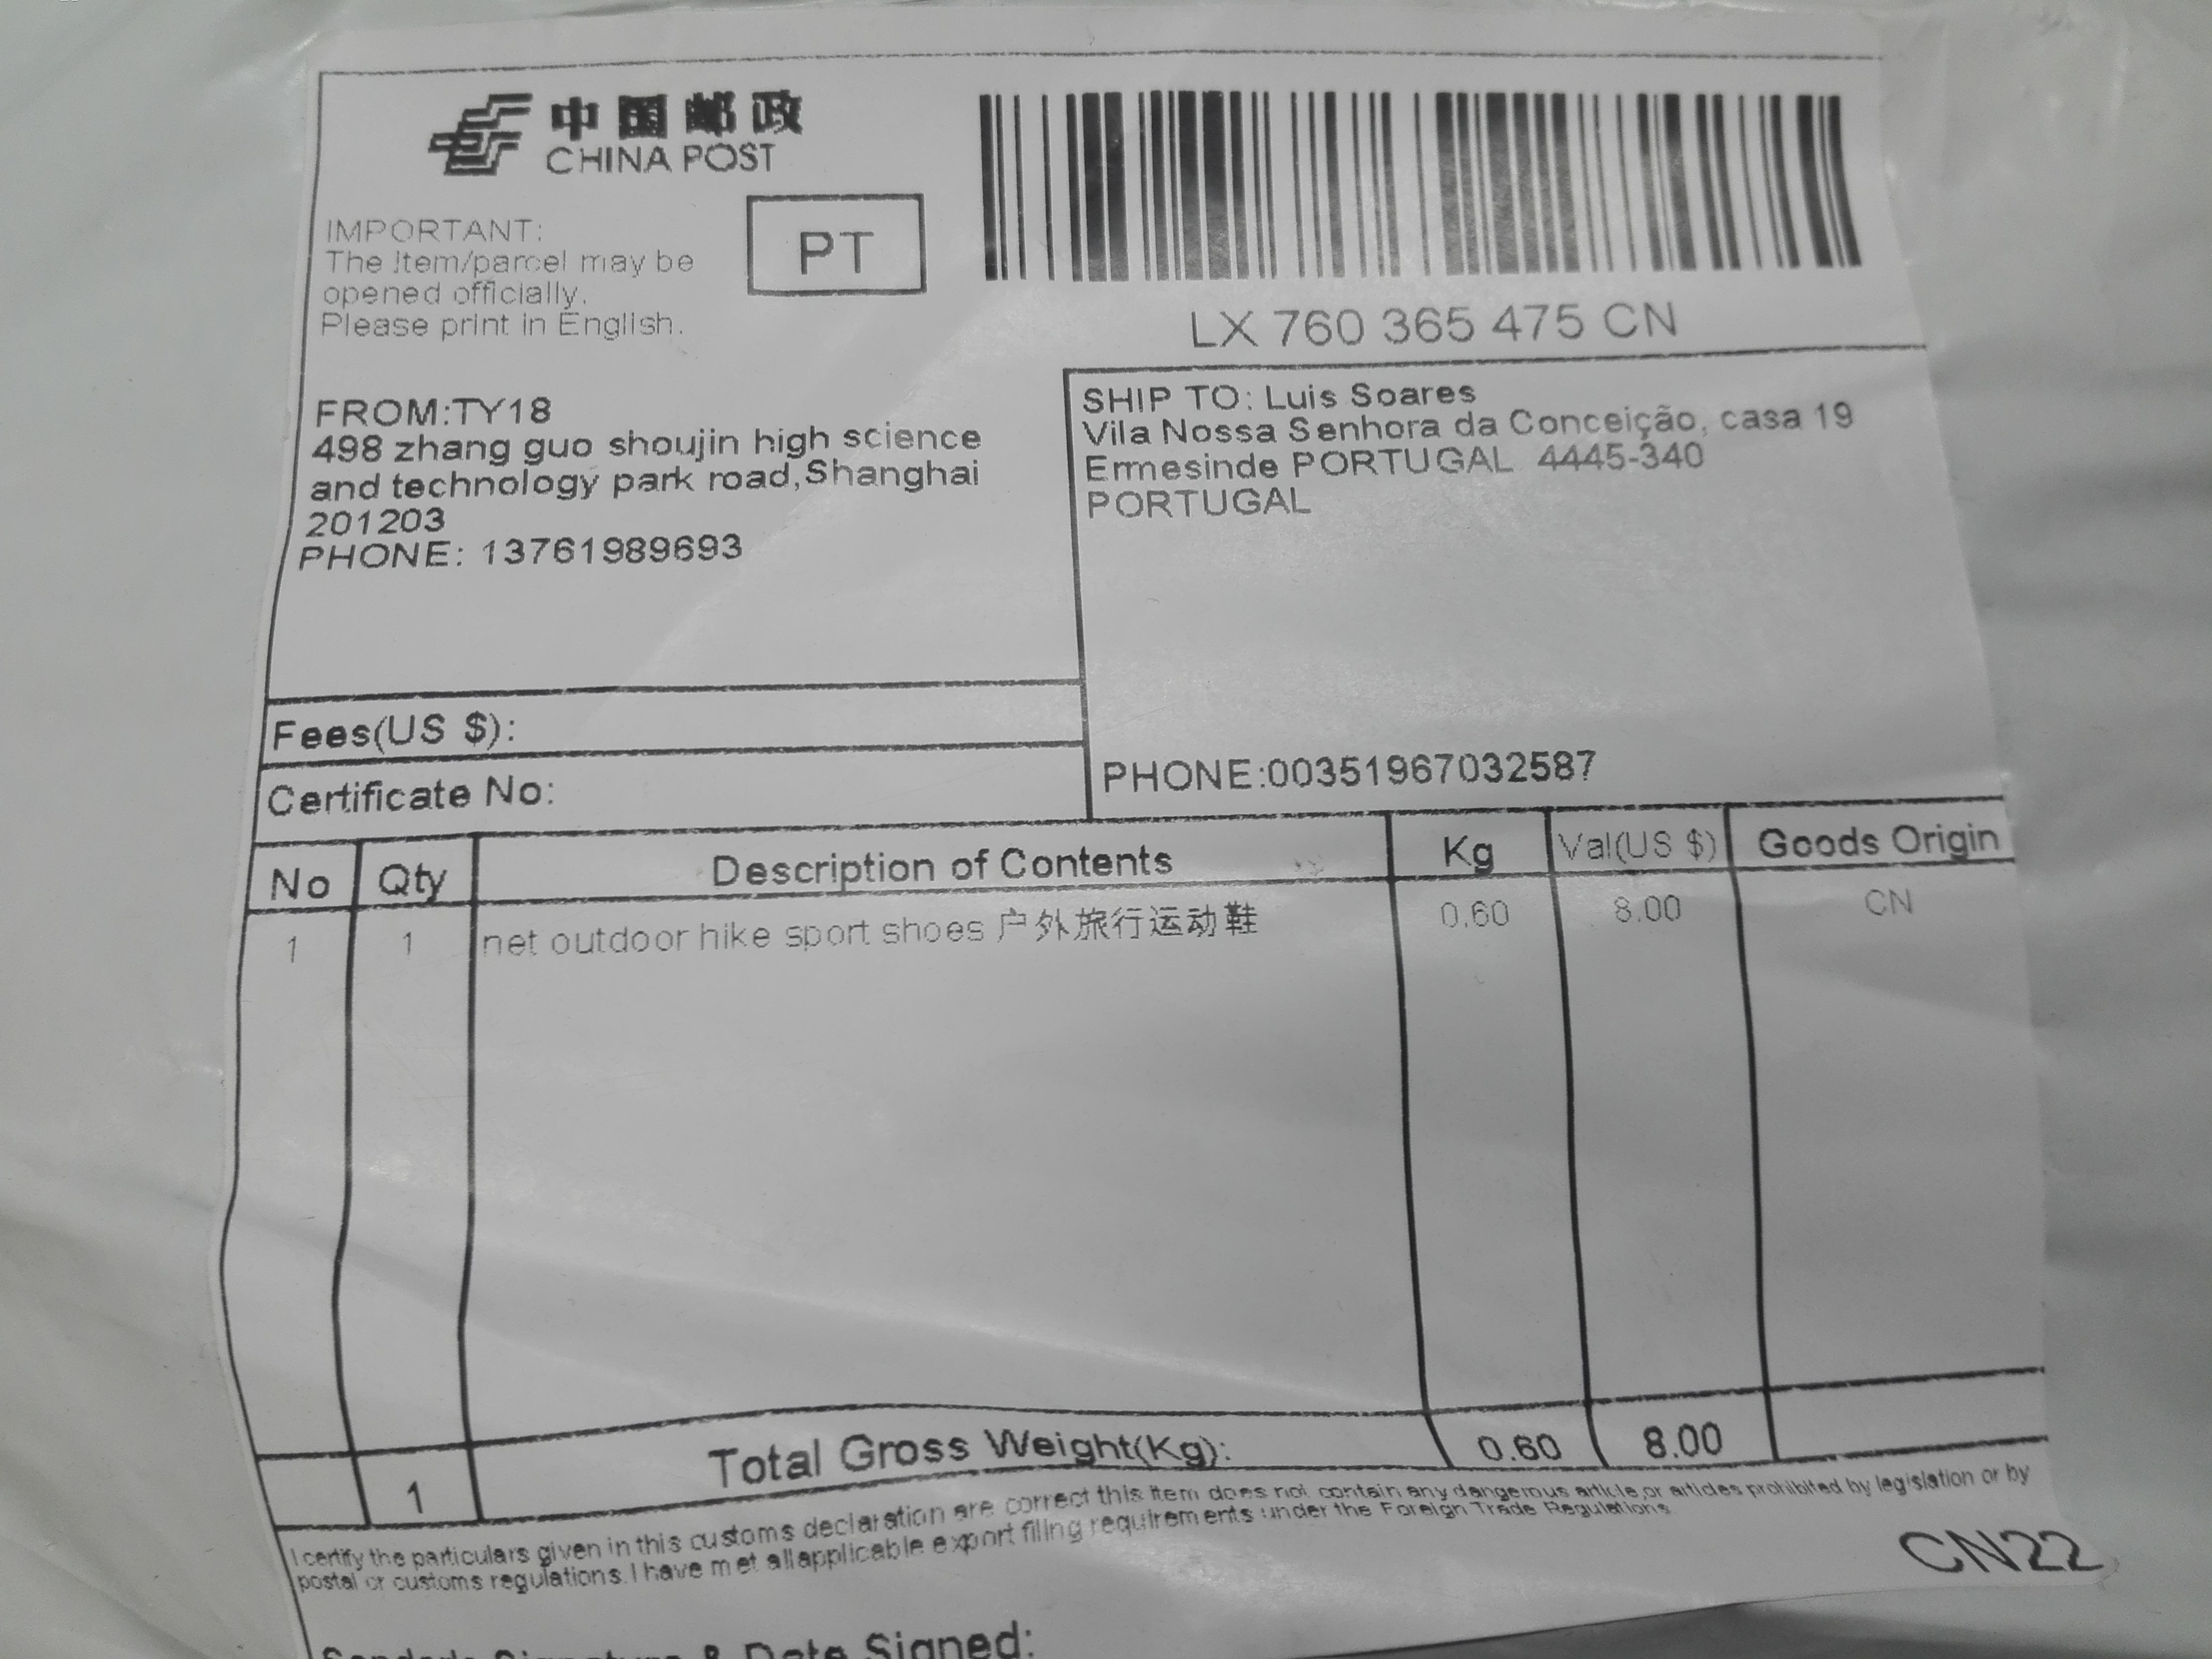 中国邮政
CHINA POST
IMPORTANT:
The Item/parcel may be
opened officially.
Please print in English.
PT
LX 760 365 475 CN
FROM:TY18
498 zhang guo shoujin high science
and technology park road,Shanghai
201203
PHONE: 13761989693
SHIP TO: Luis Soares
Vila Nossa Senhora da Conceição, casa 19
Ermesinde PORTUGAL 4445-340
PORTUGAL
PHONE:00351967032587
Fees(US $):
Certificate No:
No Qty Description of Contents Kg Val(US $) Goods Origin
1 1 net outdoor hike sport shoes 户外旅行运动鞋 0.60 8.00 CN
1 Total Gross Weight(Kg): 0.60 8.00
I certify the particulars given in this customs declaration are correct this item does not contain any dangerous article or articles prohibited by legislation or by
postal or customs regulations. I have met all applicable export filing requirements under the Foreign Trade Regulations
CN22
Sender's Signature & Date Signed: